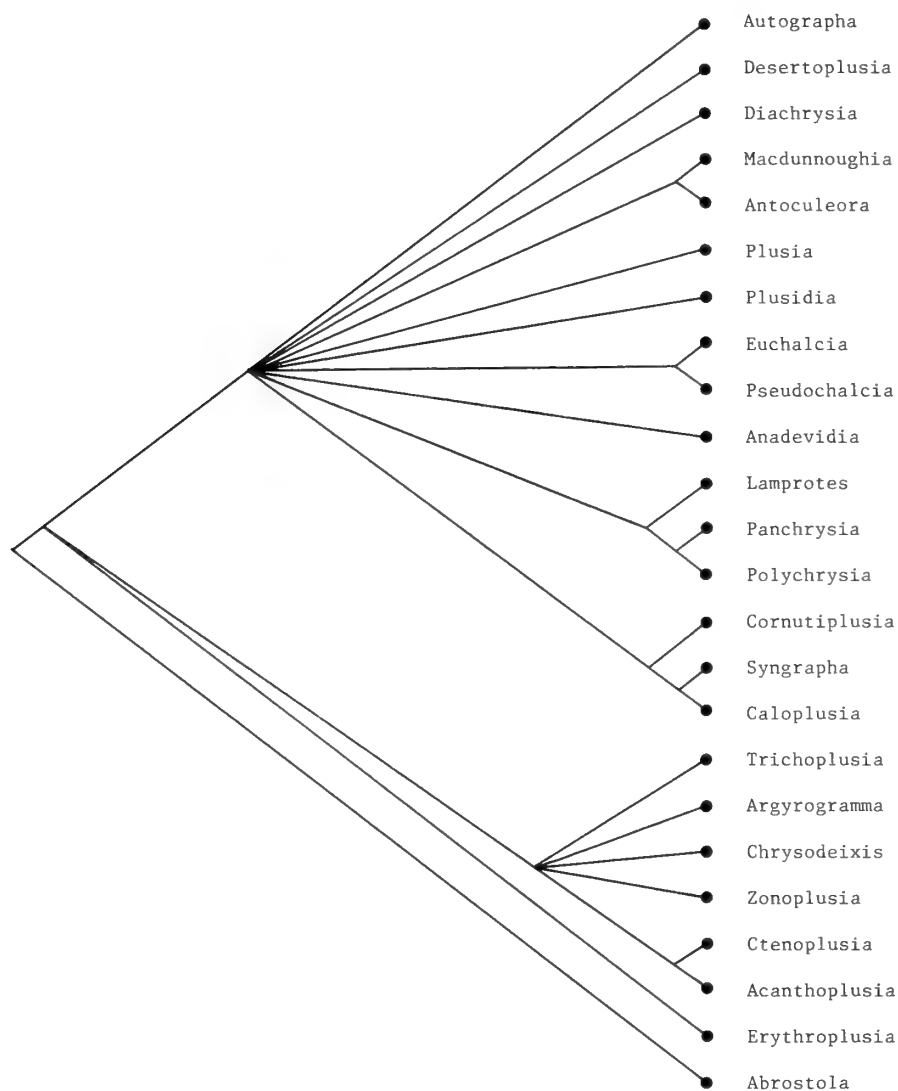 Autographa
Desertoplusia
Diachrysia
Macdunnoughia
Antoculeora
Plusia
Plusidia
Euchalcia
Pseudochalcia
Anadevidia
Lamprotes
Panchrysia
Polychrysia
Cornutiplusia
Syngrapha
Caloplusia
Trichoplusia
Argyrogramma
Chrysodeixis
Zonoplusia
Ctenoplusia
Acanthoplusia
Erythroplusia
Abrostola